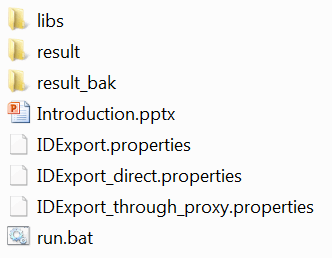 libs
result
result_bak
Introduction.pptx
IDExport.properties
IDExport_direct.properties
IDExport_through_proxy.properties
run.bat